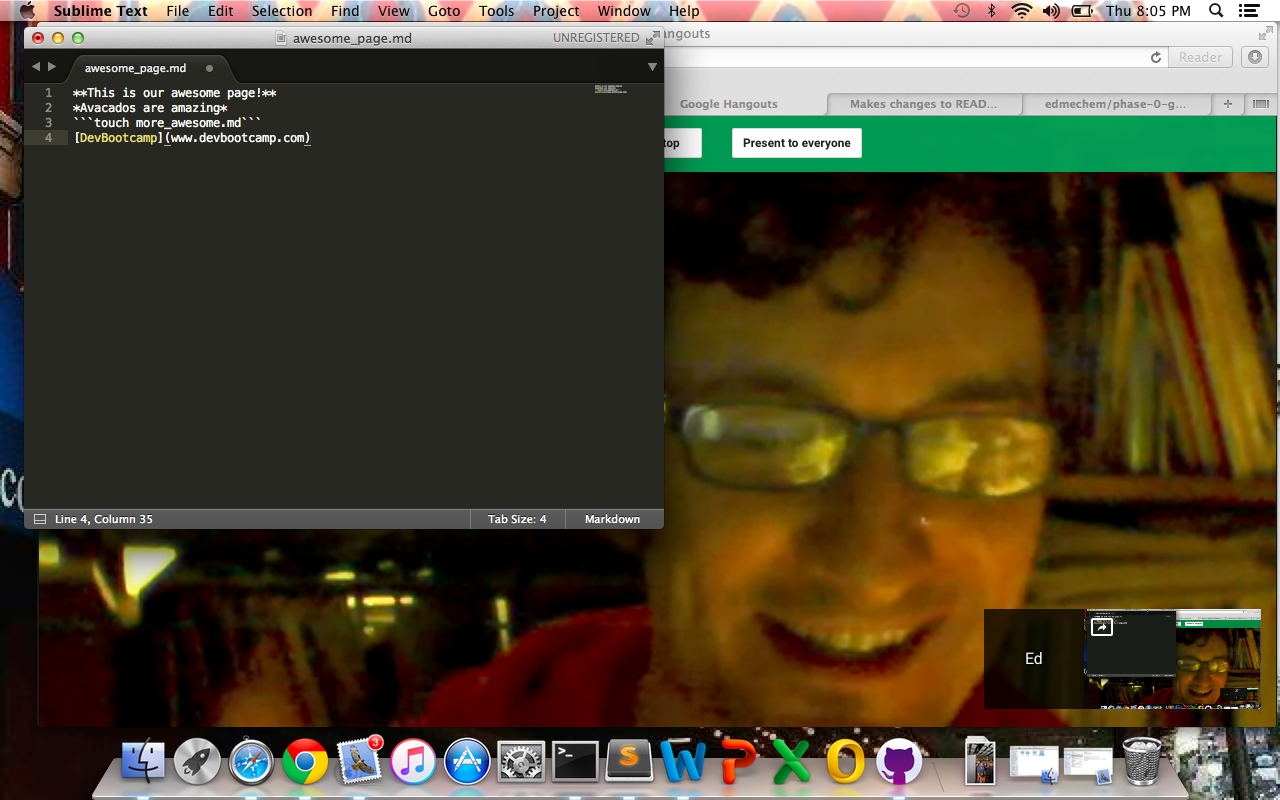 Sublime Text File Edit Selection Find View Goto Tools Project Window Help Thu 8:05 PM
awesome_page.md UNREGISTERED
angouts
Reader
awesome_page.md
Google Hangouts Makes changes to READ... edmechem/phase-0-g...
1 **This is our awesome page!**
2 *Avacados are amazing*
3 ```touch more_awesome.md```
4 [DevBootcamp](www.devbootcamp.com)
top Present to everyone
Line 4, Column 35 Tab Size: 4 Markdown
Ed
3